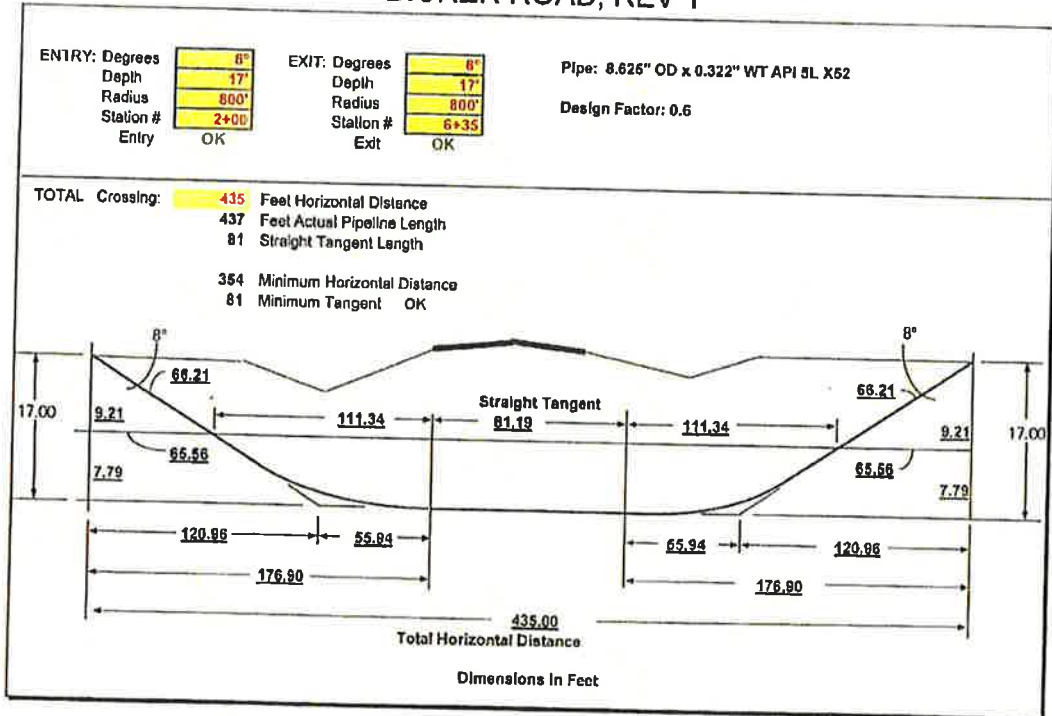 ROAD, REV 1
ENTRY: Degrees 8°
Depth 17'
Radius 800'
Station # 2+00
Entry OK
EXIT: Degrees 8°
Depth 17'
Radius 800'
Station # 6+35
Exit OK
Pipe: 8.625" OD x 0.322" WT API 5L X52
Design Factor: 0.6
TOTAL Crossing: 435 Feet Horizontal Distance
437 Feet Actual Pipeline Length
81 Straight Tangent Length
354 Minimum Horizontal Distance
81 Minimum Tangent OK
8°
8°
66.21
66.21
17.00
9.21
111.34
Straight Tangent
81.19
111.34
9.21
17.00
65.56
65.56
7.79
7.79
120.96
55.94
55.94
120.96
176.90
176.90
435.00
Total Horizontal Distance
Dimensions In Feet